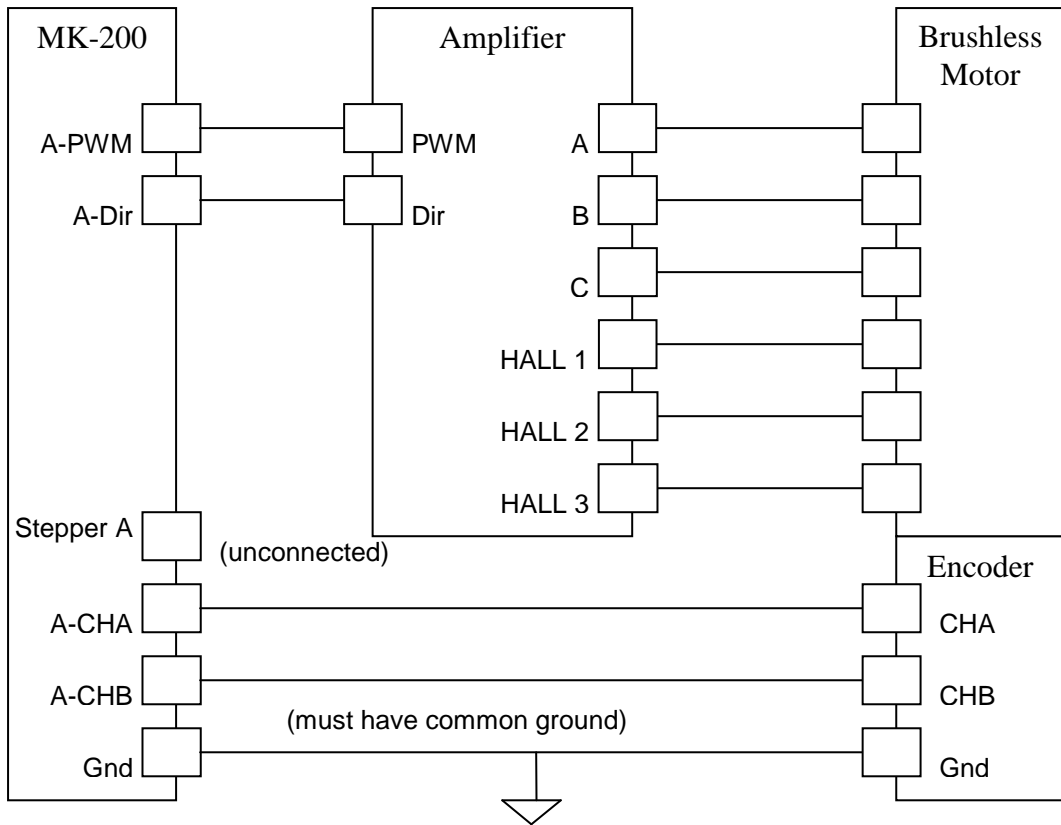 MK-200
Amplifier
Brushless
Motor
A-PWM
PWM
A
A-Dir
Dir
B
C
HALL 1
HALL 2
HALL 3
Stepper A
(unconnected)
Encoder
A-CHA
CHA
A-CHB
CHB
(must have common ground)
Gnd
Gnd